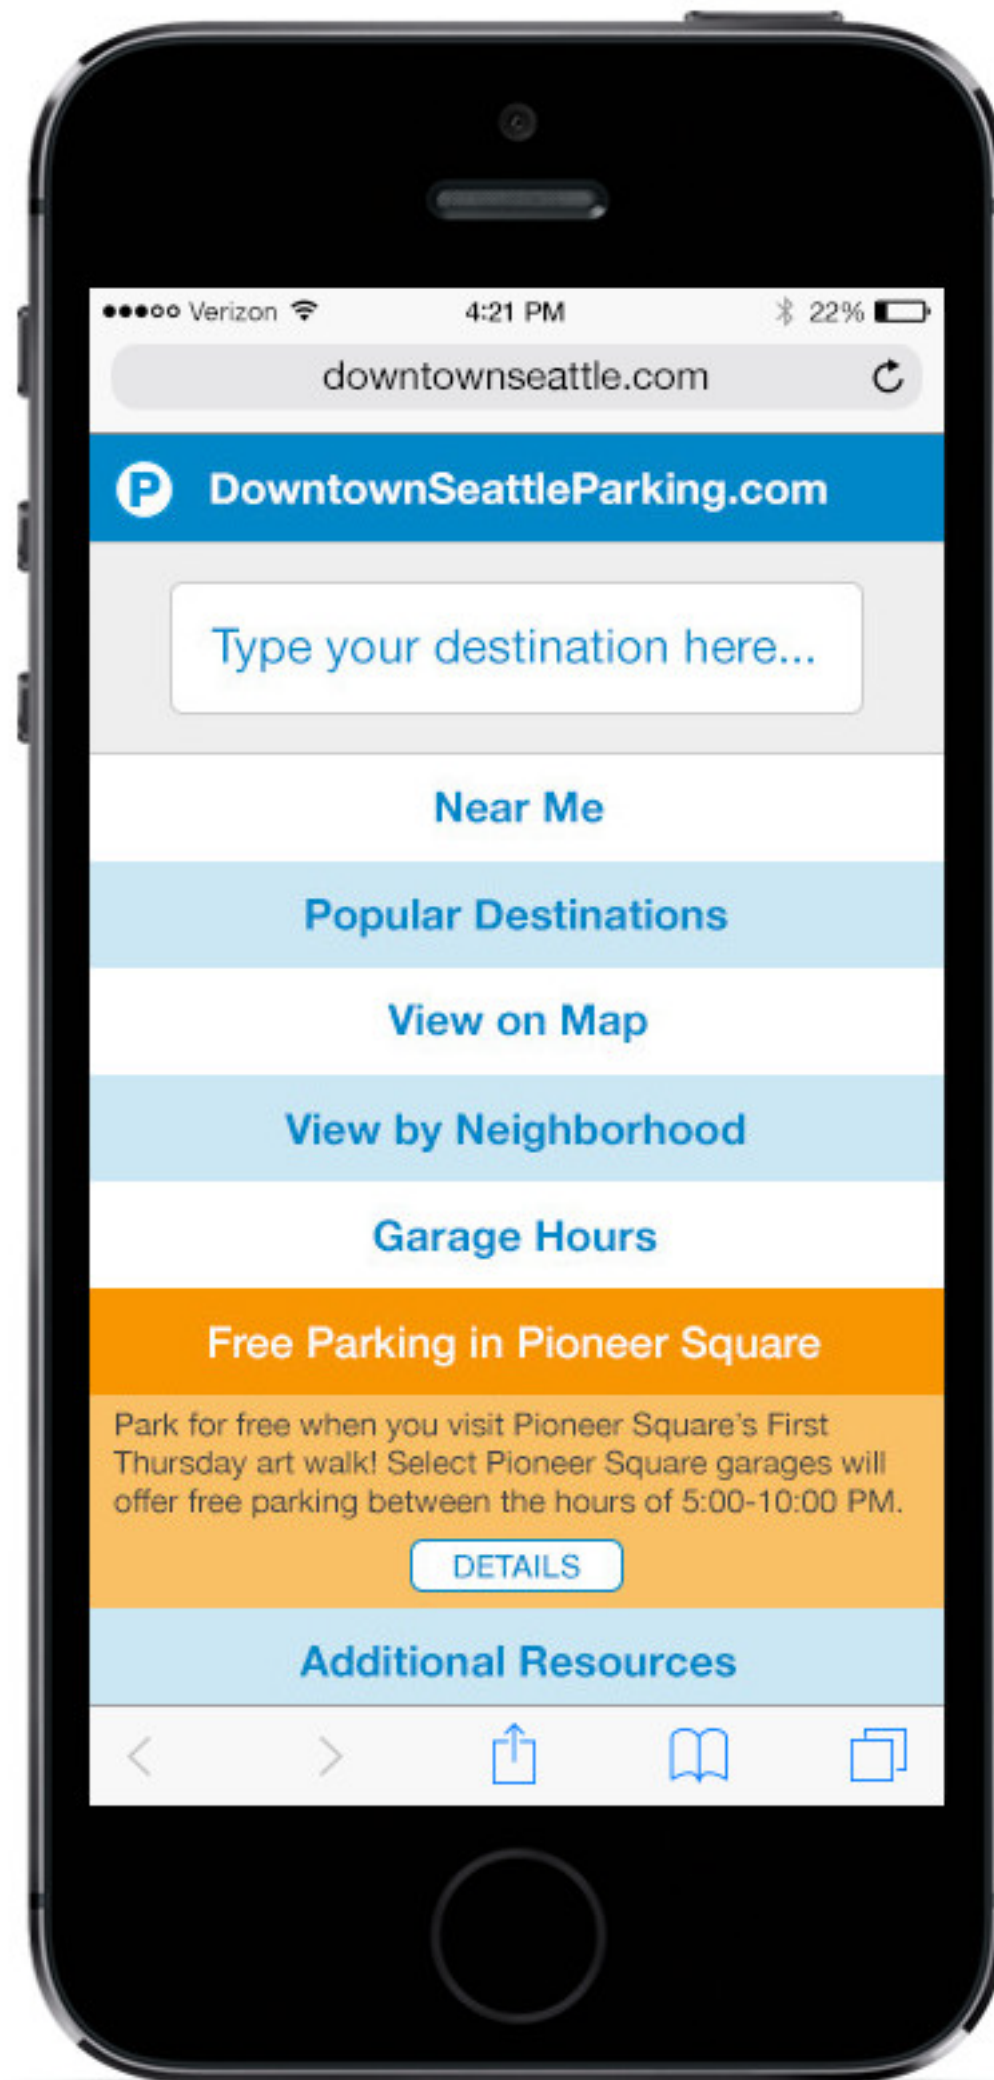 Verizon 4:21 PM 22%
downtownseattle.com
P DowntownSeattleParking.com
Type your destination here...
Near Me
Popular Destinations
View on Map
View by Neighborhood
Garage Hours
Free Parking in Pioneer Square
Park for free when you visit Pioneer Square's First
Thursday art walk! Select Pioneer Square garages will
offer free parking between the hours of 5:00-10:00 PM.
DETAILS
Additional Resources